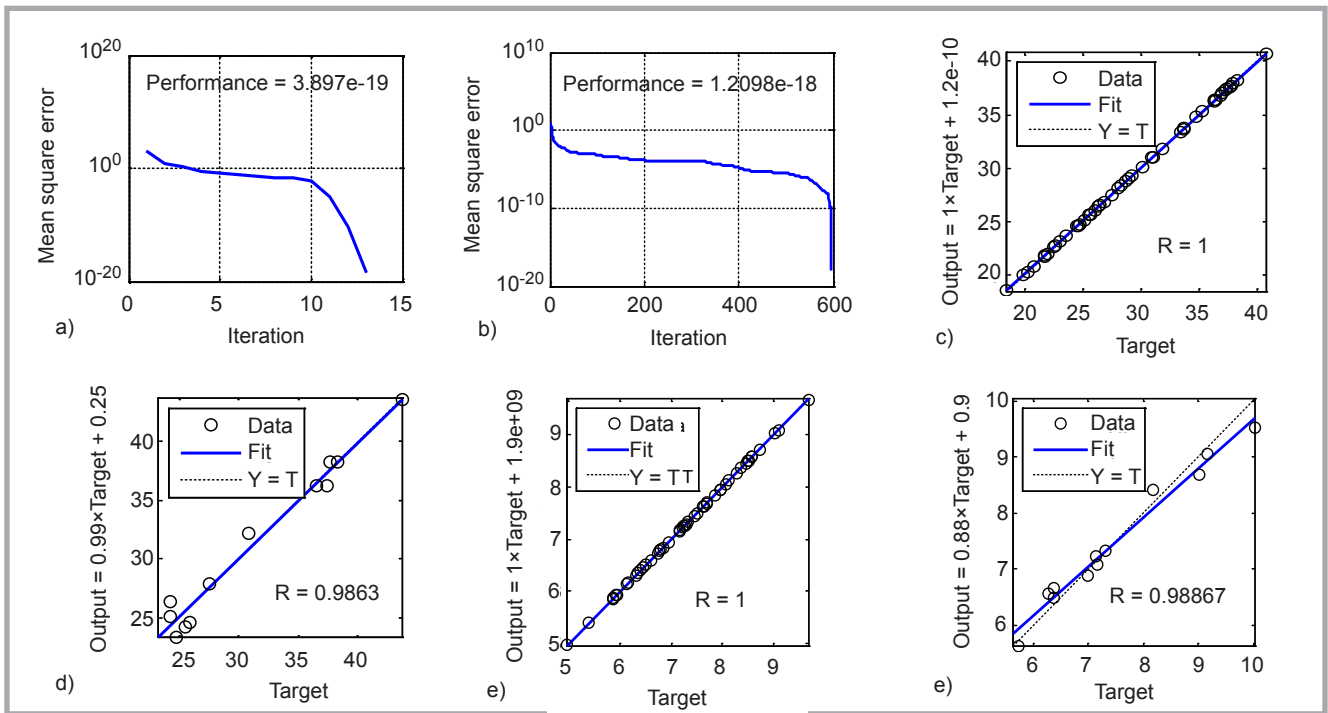 Mean square error
10^20
10^0
10^-20
Performance = 3.897e-19
0 5 10 15
Iteration
a)
Mean square error
10^10
10^0
10^-10
10^-20
Performance = 1.2098e-18
0 200 400 600
Iteration
b)
Output = 1×Target + 1.2e-10
40
35
30
25
20
Data
Fit
Y = T
R = 1
20 25 30 35 40
Target
c)
Output = 0.99×Target + 0.25
40
35
30
25
Data
Fit
Y = T
R = 0.9863
25 30 35 40
Target
d)
Output = 1×Target + 1.9e+09
9
8
7
6
5
Data
Fit
Y = TT
R = 1
5 6 7 8 9
Target
e)
Output = 0.88×Target + 0.9
10
9
8
7
6
Data
Fit
Y = T
R = 0.98867
6 7 8 9 10
Target
e)